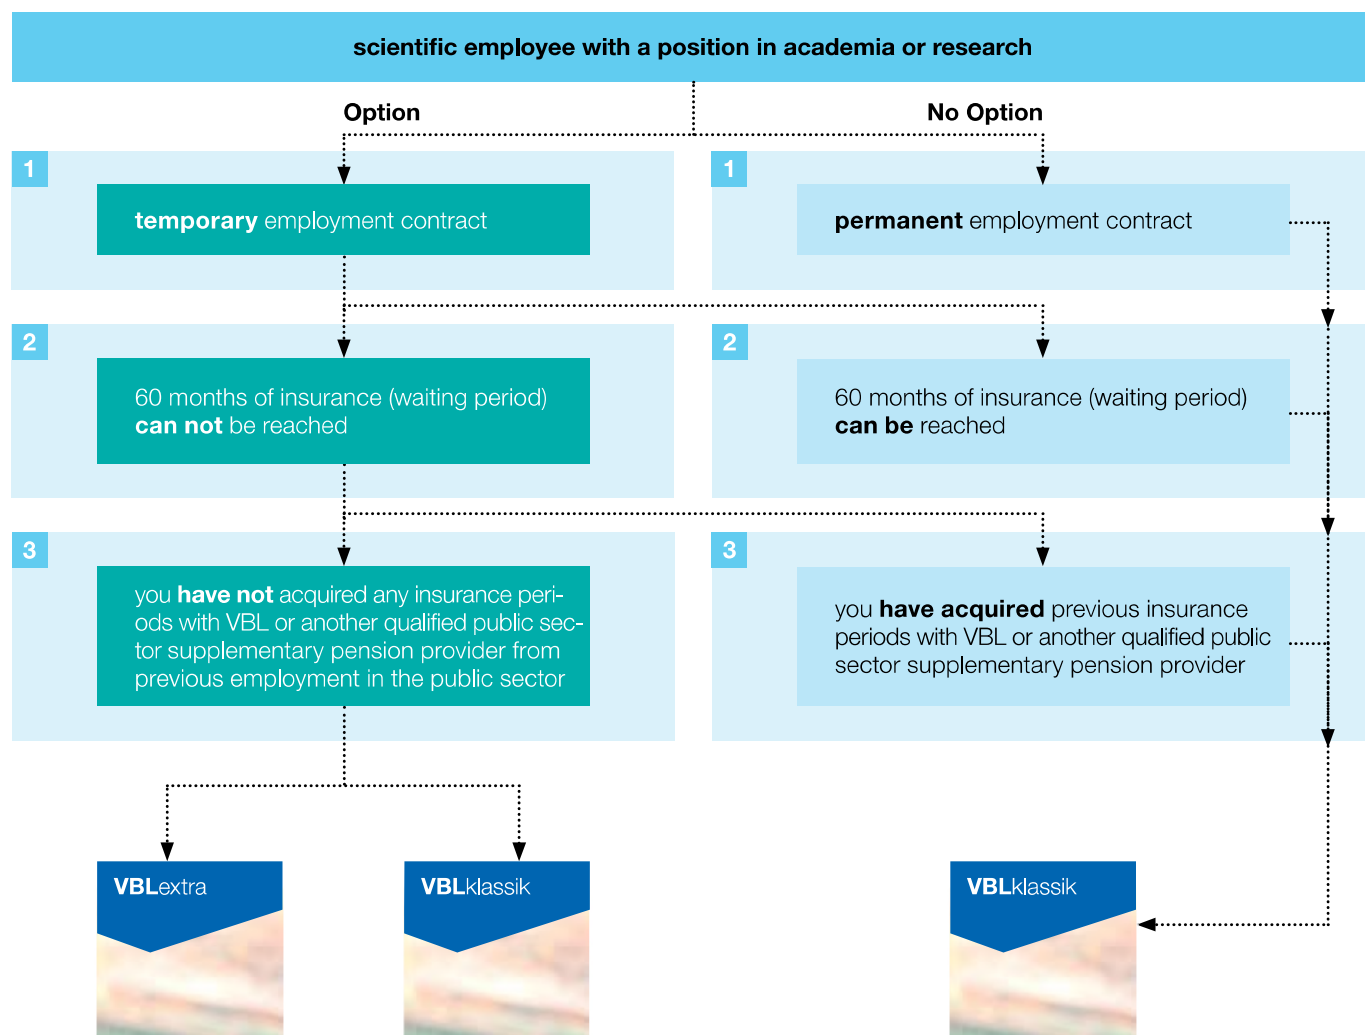 scientific employee with a position in academia or research
Option
No Option
1
temporary employment contract
1
permanent employment contract
2
60 months of insurance (waiting period)
can not be reached
2
60 months of insurance (waiting period)
can be reached
3
you have not acquired any insurance peri-
ods with VBL or another qualified public sec-
tor supplementary pension provider from
previous employment in the public sector
3
you have acquired previous insurance
periods with VBL or another qualified public
sector supplementary pension provider
VBLextra
VBLklassik
VBLklassik